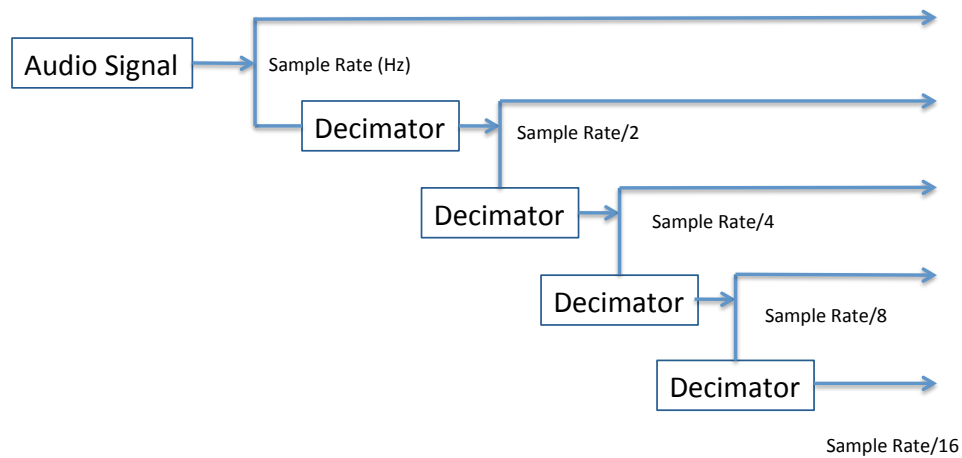 Audio Signal
Sample Rate (Hz)
Decimator
Sample Rate/2
Decimator
Sample Rate/4
Decimator
Sample Rate/8
Decimator
Sample Rate/16